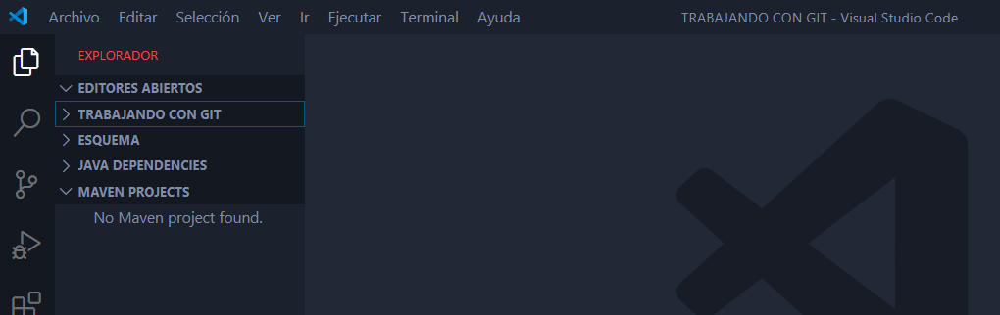 Archivo Editar Selección Ver Ir Ejecutar Terminal Ayuda TRABAJANDO CON GIT - Visual Studio Code
EXPLORADOR
EDITORES ABIERTOS
TRABAJANDO CON GIT
ESQUEMA
JAVA DEPENDENCIES
MAVEN PROJECTS
No Maven project found.